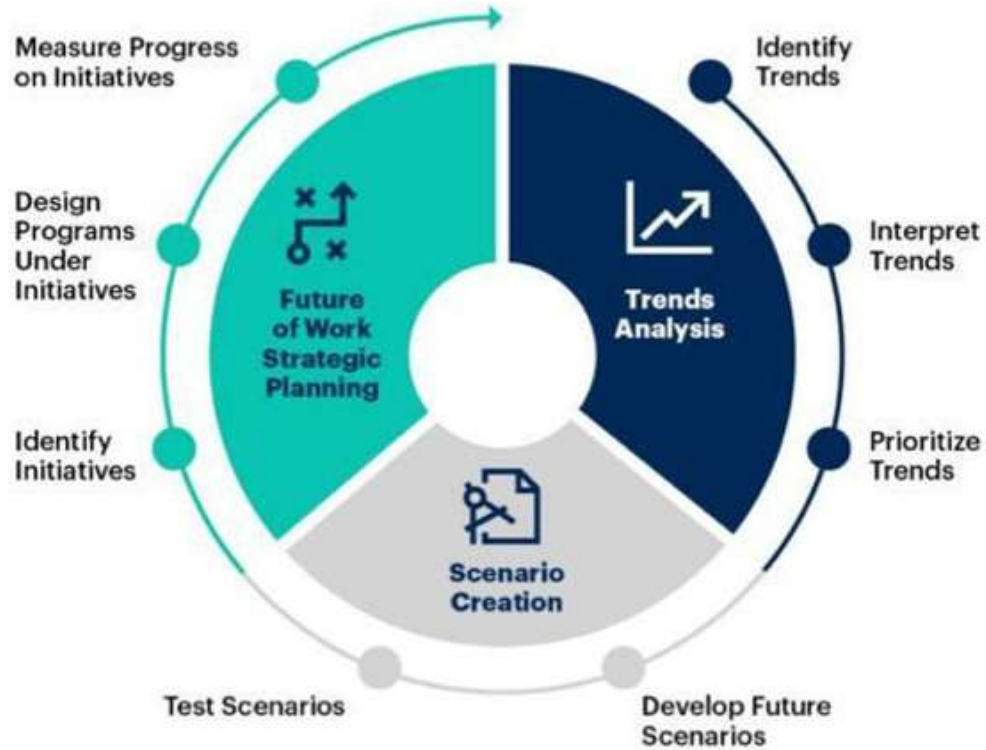 Measure Progress
on Initiatives
Identify
Trends
Design
Programs
Under
Initiatives
Interpret
Trends
Future
of Work
Strategic
Planning
Trends
Analysis
Identify
Initiatives
Prioritize
Trends
Scenario
Creation
Test Scenarios
Develop Future
Scenarios